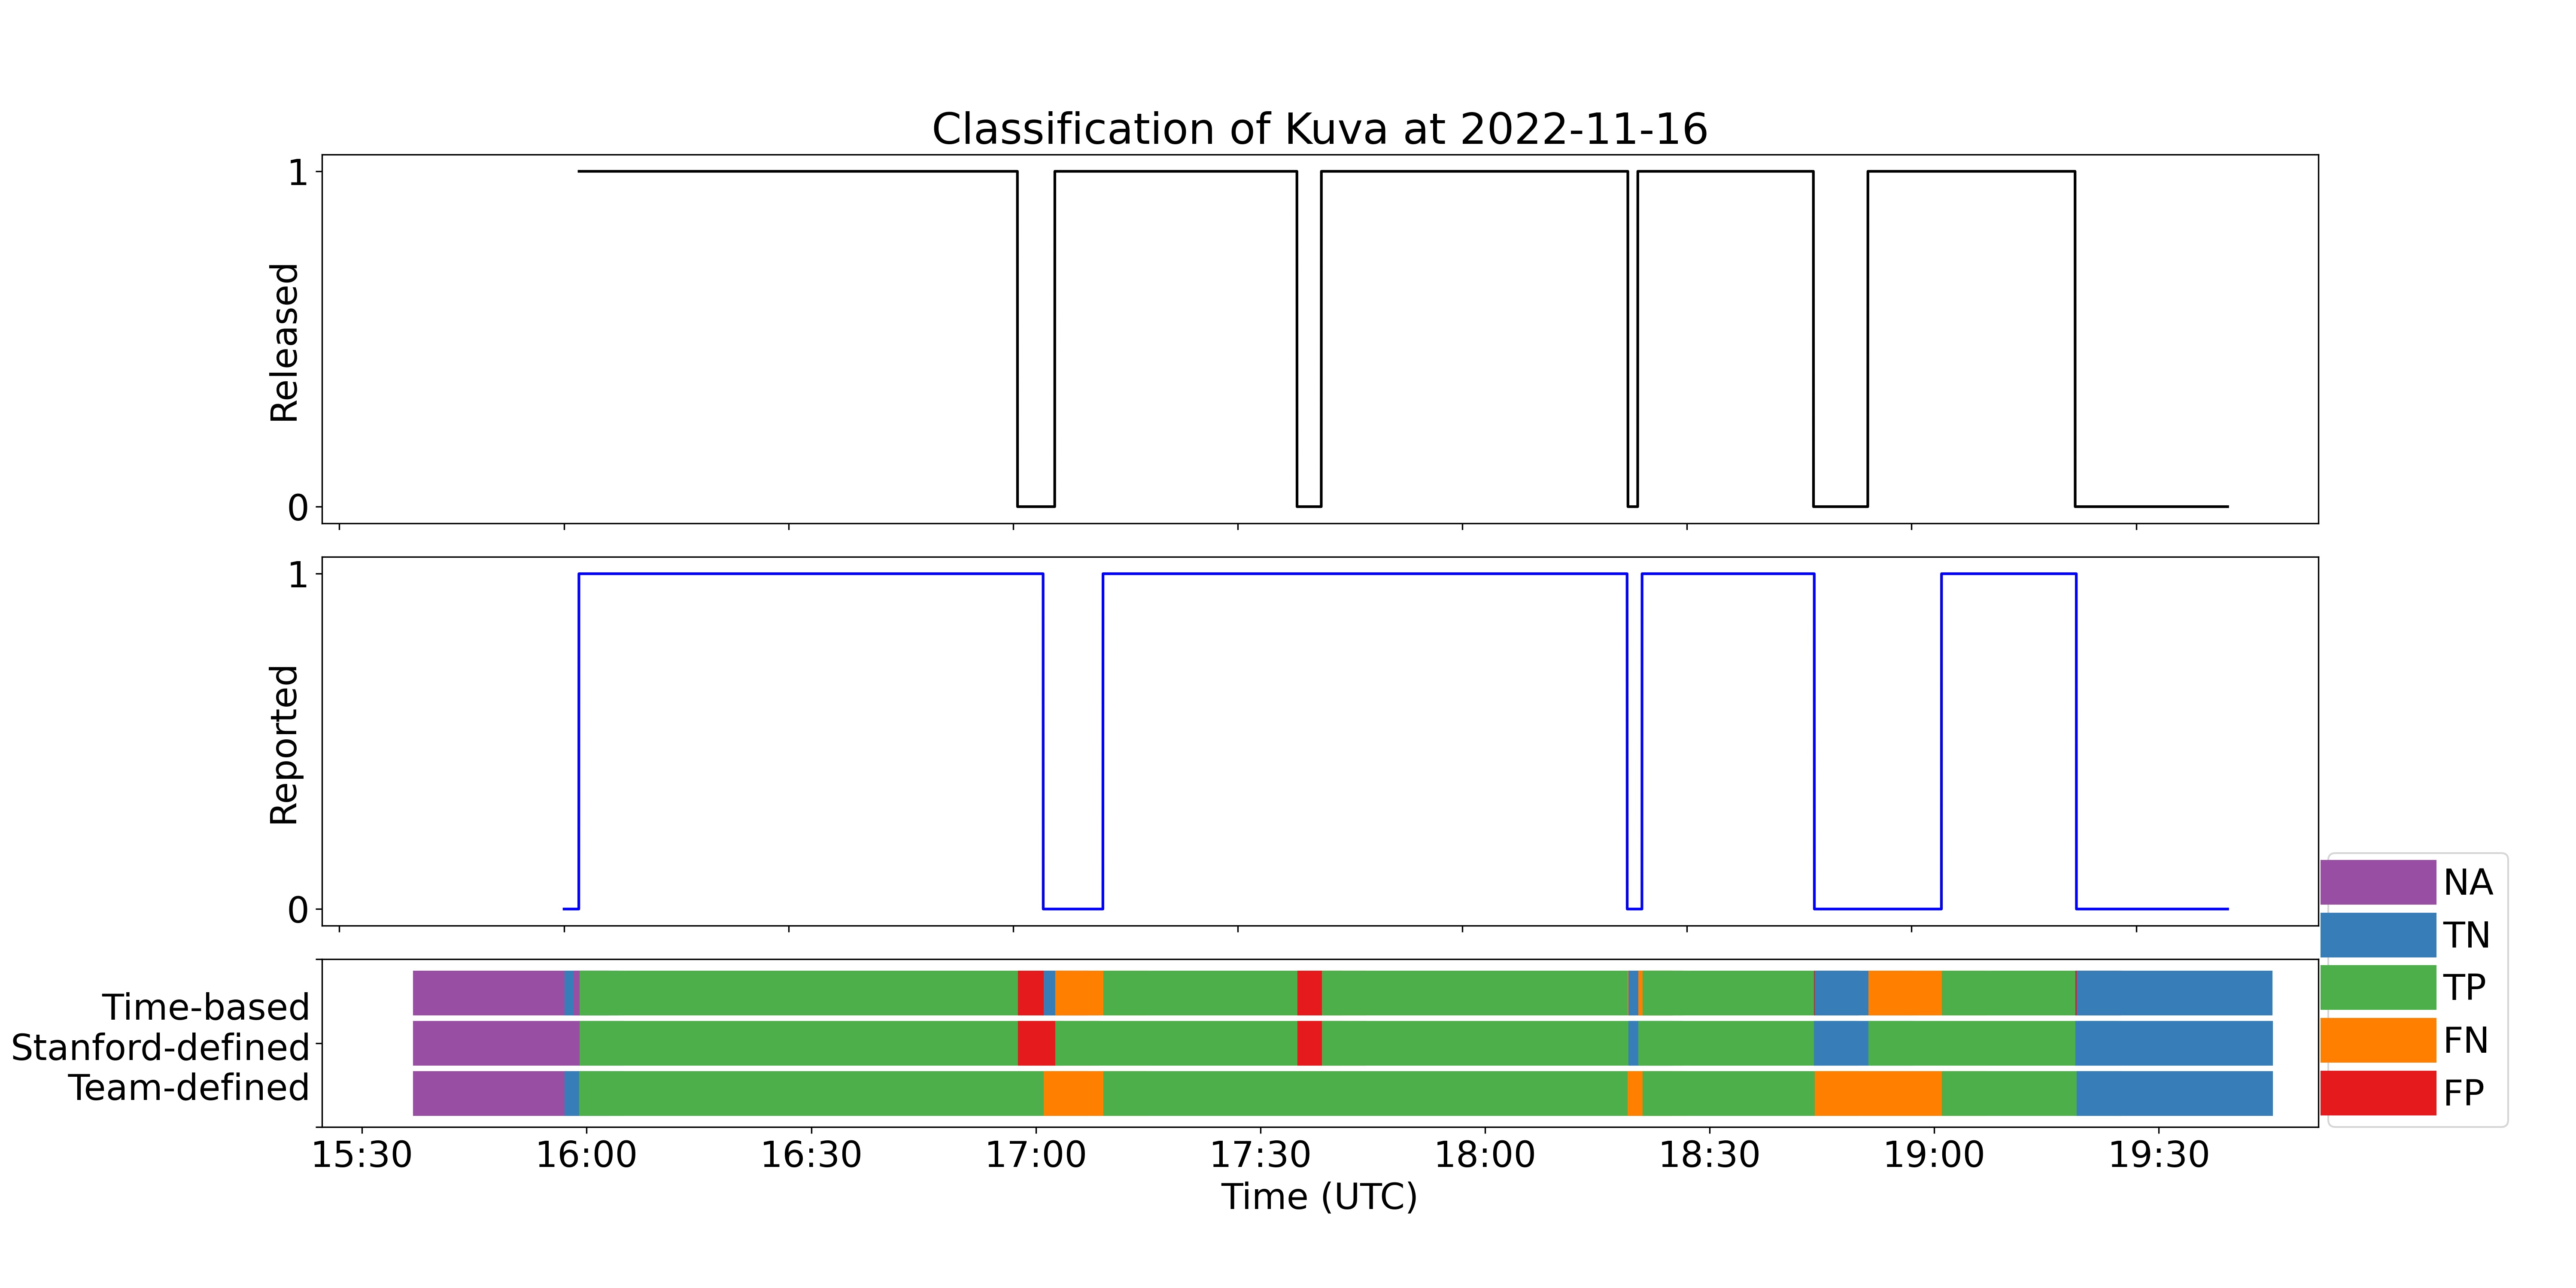 Classification of Kuva at 2022-11-16
1
Released
0
1
Reported
0
NA
TN
TP
FN
FP
Time-based
Stanford-defined
Team-defined
15:30 16:00 16:30 17:00 17:30 18:00 18:30 19:00 19:30
Time (UTC)